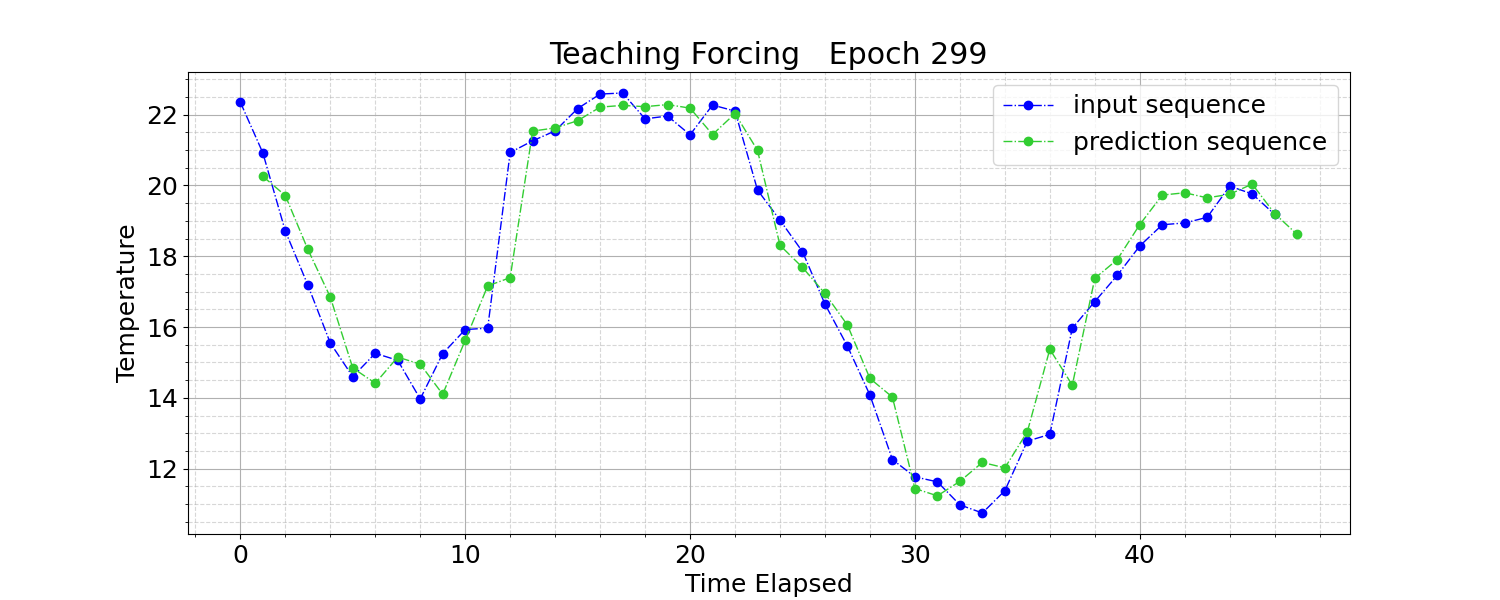 Teaching Forcing   Epoch 299
input sequence
prediction sequence
Temperature
22
20
18
16
14
12
0 10 20 30 40
Time Elapsed